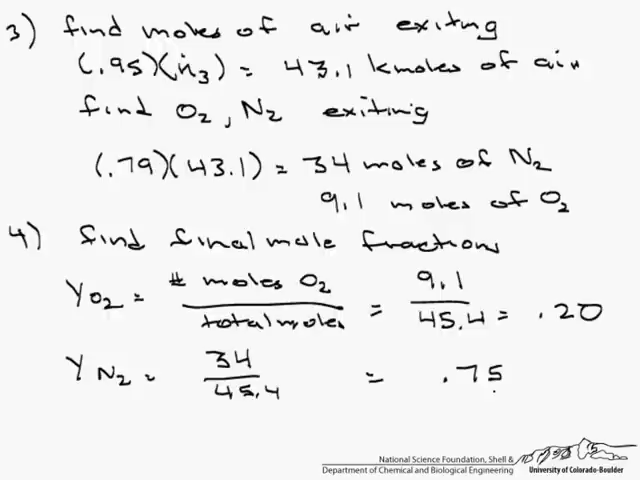 3) find moles of air exiting
(.95)(ṅ3) = 43.1 kmoles of air
find O2, N2 exiting
(.79)(43.1) = 34 moles of N2
9.1 moles of O2
4) find final mole fractions
YO2 = # moles O2 / total moles = 9.1 / 45.4 = .20
YN2 = 34 / 45.4 = .75
National Science Foundation, Shell &
Department of Chemical and Biological Engineering
University of Colorado-Boulder